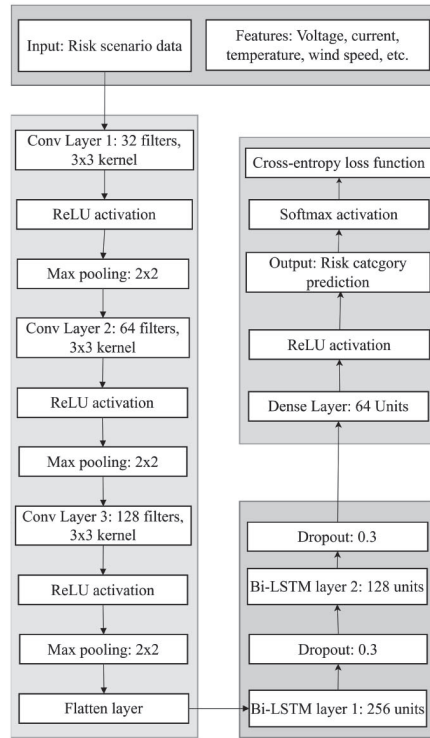 Input: Risk scenario data
Features: Voltage, current,
temperature, wind speed, etc.
Conv Layer 1: 32 filters,
3x3 kernel
ReLU activation
Max pooling: 2x2
Conv Layer 2: 64 filters,
3x3 kernel
ReLU activation
Max pooling: 2x2
Conv Layer 3: 128 filters,
3x3 kernel
ReLU activation
Max pooling: 2x2
Flatten layer
Bi-LSTM layer 1: 256 units
Dropout: 0.3
Bi-LSTM layer 2: 128 units
Dropout: 0.3
Dense Layer: 64 Units
ReLU activation
Output: Risk category
prediction
Softmax activation
Cross-entropy loss function